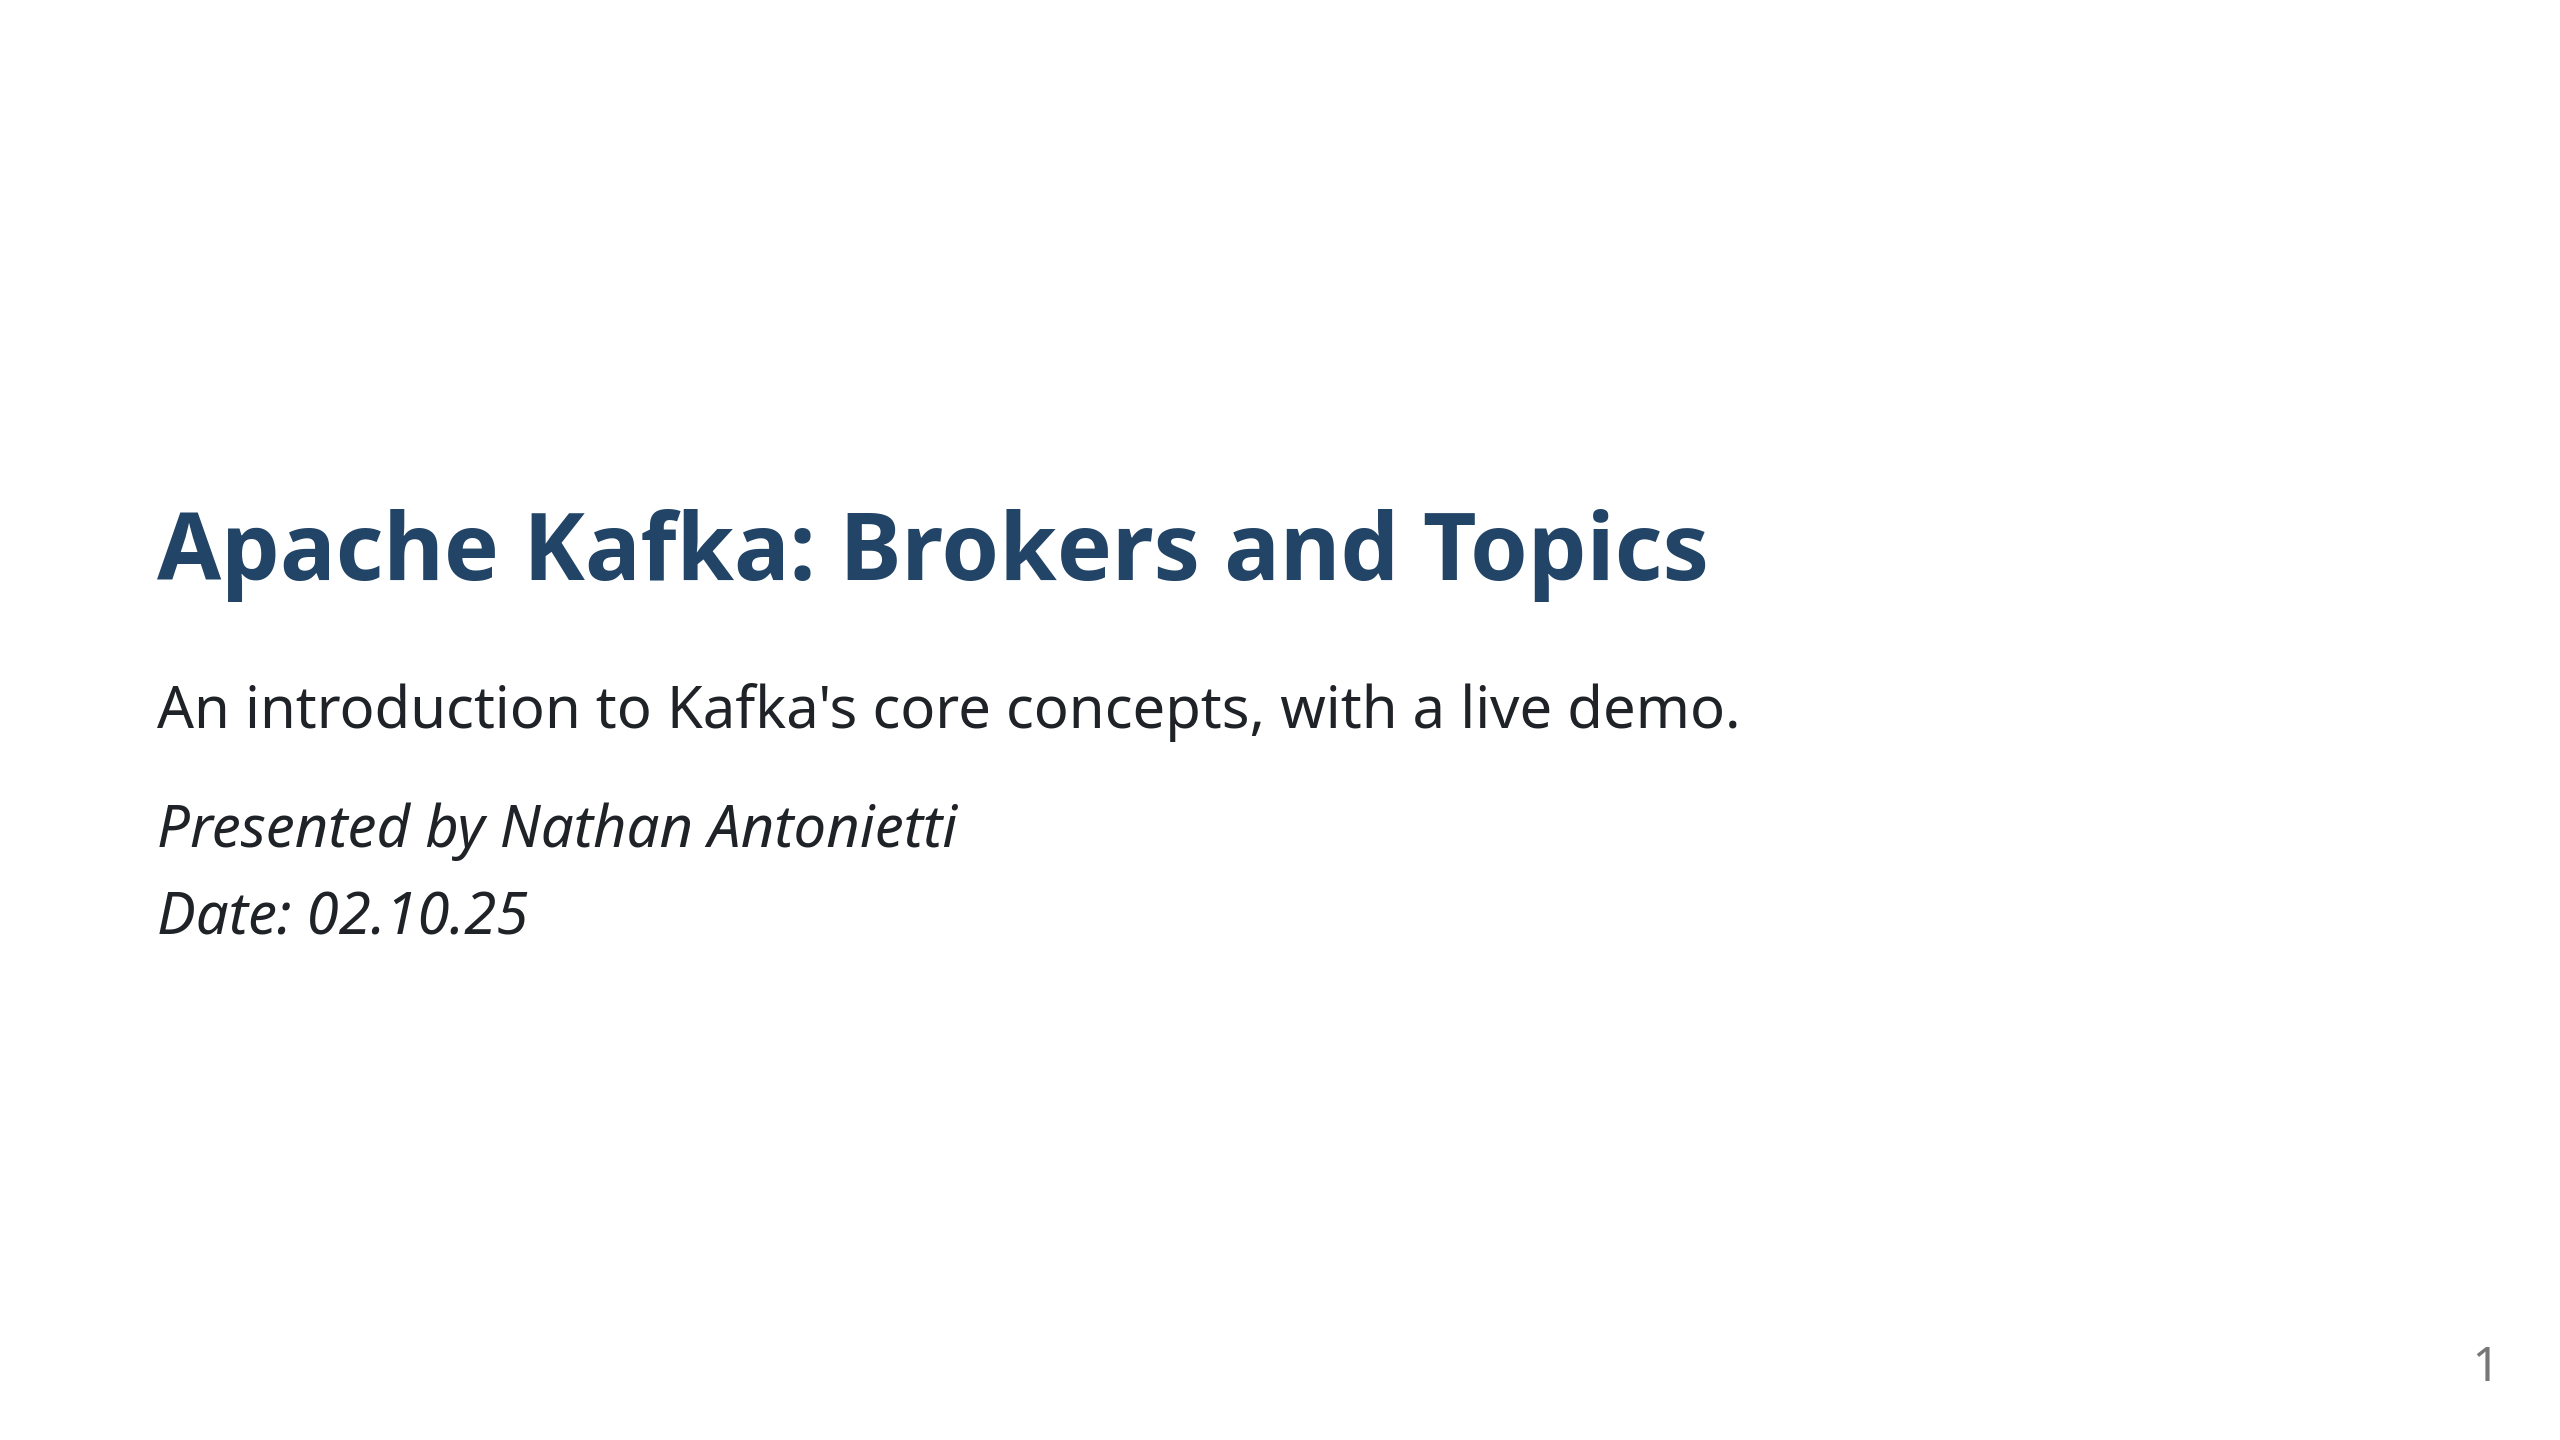 Apache Kafka: Brokers and Topics
An introduction to Kafka's core concepts, with a live demo.
Presented by Nathan Antonietti
Date: 02.10.25
1